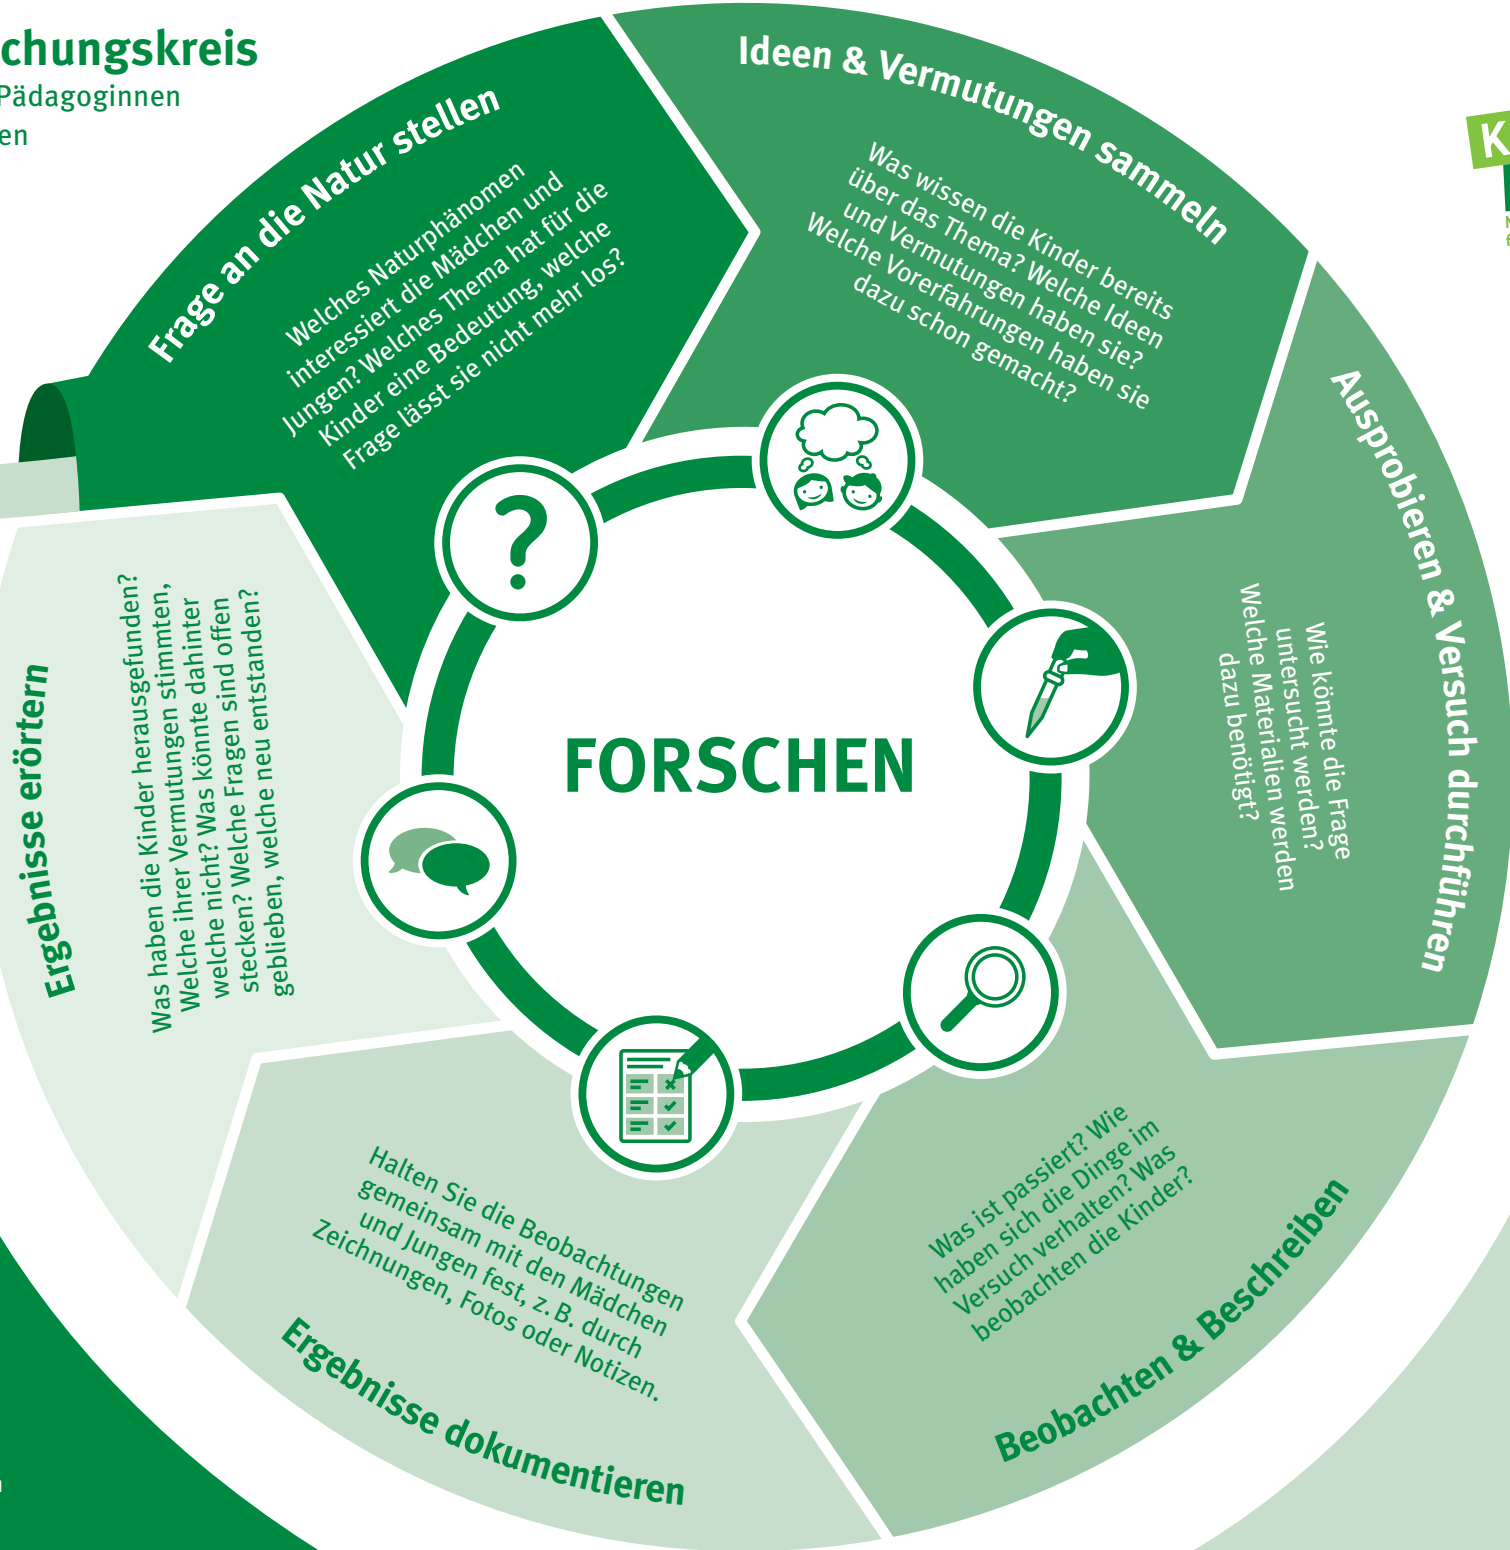 chungskreis
Pädagoginnen
en
Frage an die Natur stellen
Welches Naturphänomen
interessiert die Mädchen und
Jungen? Welches Thema hat für die
Kinder eine Bedeutung, welche
Frage lässt sie nicht mehr los?
Ideen & Vermutungen sammeln
Was wissen die Kinder bereits
über das Thema? Welche Ideen
und Vermutungen haben sie?
Welche Vorerfahrungen haben sie
dazu schon gemacht?
Ausprobieren & Versuch durchführen
Wie könnte die Frage
untersucht werden?
Welche Materialien werden
dazu benötigt?
Beobachten & Beschreiben
Was ist passiert? Wie
haben sich die Dinge im
Versuch verhalten? Was
beobachten die Kinder?
Ergebnisse dokumentieren
Halten Sie die Beobachtungen
gemeinsam mit den Mädchen
und Jungen fest, z. B. durch
Zeichnungen, Fotos oder Notizen.
Ergebnisse erörtern
Was haben die Kinder herausgefunden?
Welche ihrer Vermutungen stimmten,
welche nicht? Was könnte dahinter
stecken? Welche Fragen sind offen
geblieben, welche neu entstanden?
FORSCHEN
?
K